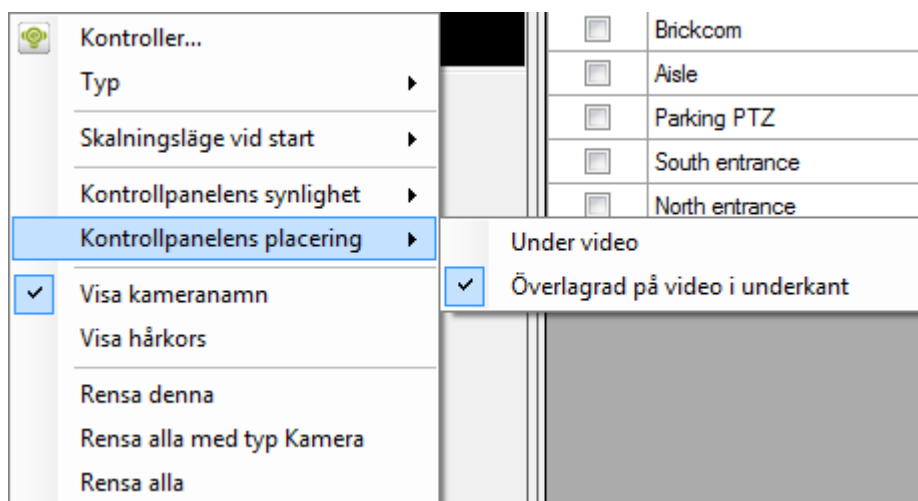 Kontroller...
Typ
Skalningsläge vid start
Kontrollpanelens synlighet
Kontrollpanelens placering
Visa kameranamn
Visa hårkors
Rensa denna
Rensa alla med typ Kamera
Rensa alla
Under video
Överlagrad på video i underkant
Brickcom
Aisle
Parking PTZ
South entrance
North entrance